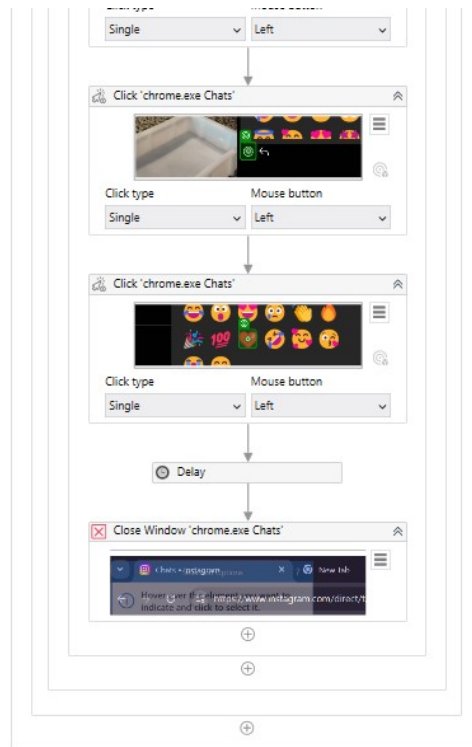 Single Left
Click 'chrome.exe Chats'
Click type Mouse button
Single Left
Click 'chrome.exe Chats'
100
Click type Mouse button
Single Left
Delay
Close Window 'chrome.exe Chats'
Chats • Instagram New Tab
Hover over the element you want to
indicate and click to select it.
https://www.instagram.com/direct/t